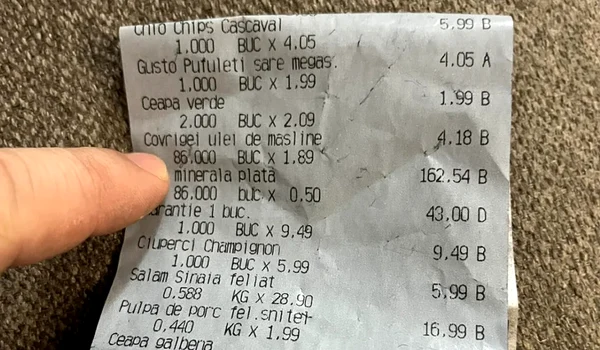 Chio Chips Cascaval 5,99 B
1.000 BUC X 4.05
Gusto Pufuleti sare megas. 4.05 A
1.000 BUC X 1,99
Ceapa verde 1,99 B
2.000 BUC X 2.09
Covrigei ulei de masline 4.18 B
86.000 BUC X 1.89
minerala plata 162.54 B
86.000 buc x 0.50
arantie 1 buc. 43,00 D
1.000 BUC X 9,49
Ciuperci Champignon 9,49 B
1.000 BUC X 5.99
Salam Sinaia feliat 5,99 B
0,588 KG X 28,90
Pulpa de porc fel.snitel 16.99 B
0,440 KG X 1,99
Ceapa galbena